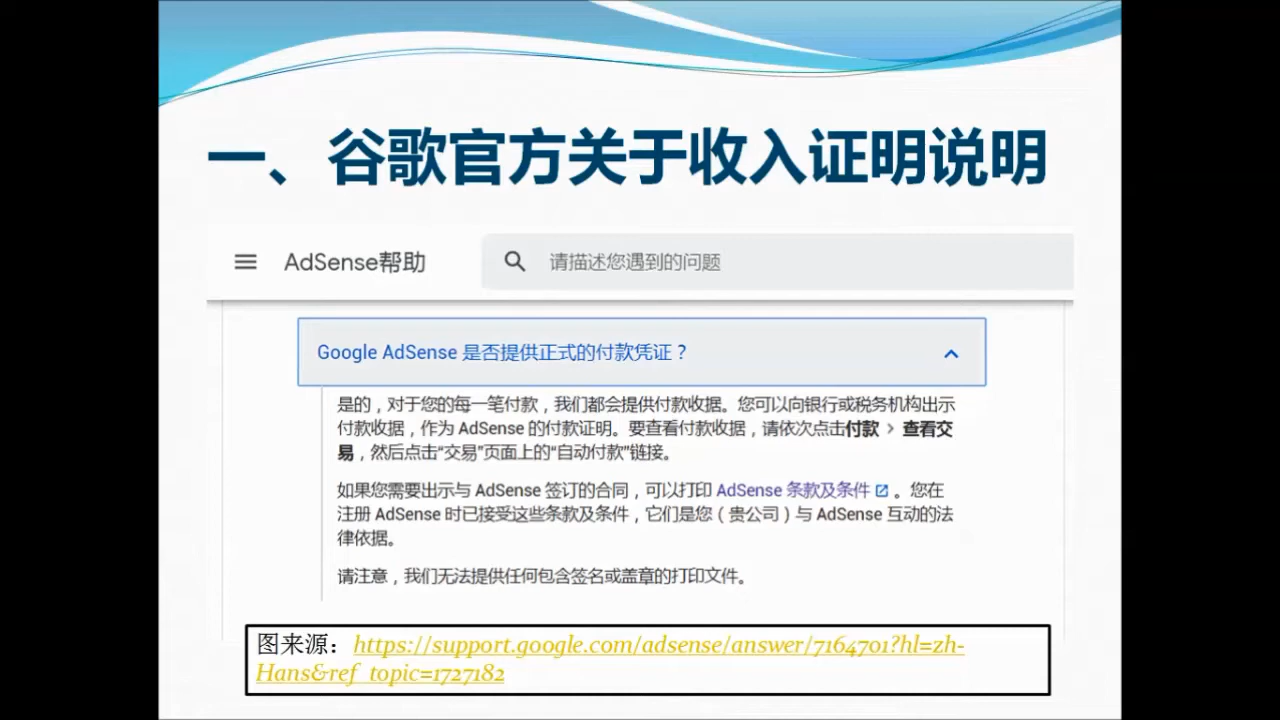 一、谷歌官方关于收入证明说明
AdSense帮助
请描述您遇到的问题
Google AdSense 是否提供正式的付款凭证？
是的，对于您的每一笔付款，我们都会提供付款收据。您可以向银行或税务机构出示
付款收据，作为 AdSense 的付款证明。要查看付款收据，请依次点击付款 > 查看交
易，然后点击“交易”页面上的“自动付款”链接。
如果您需要出示与 AdSense 签订的合同，可以打印 AdSense 条款及条件 。您在
注册 AdSense 时已接受这些条款及条件，它们是您（贵公司）与 AdSense 互动的法
律依据。
请注意，我们无法提供任何包含签名或盖章的打印文件。
图来源：https://support.google.com/adsense/answer/7164701?hl=zh-
Hans&ref_topic=1727182